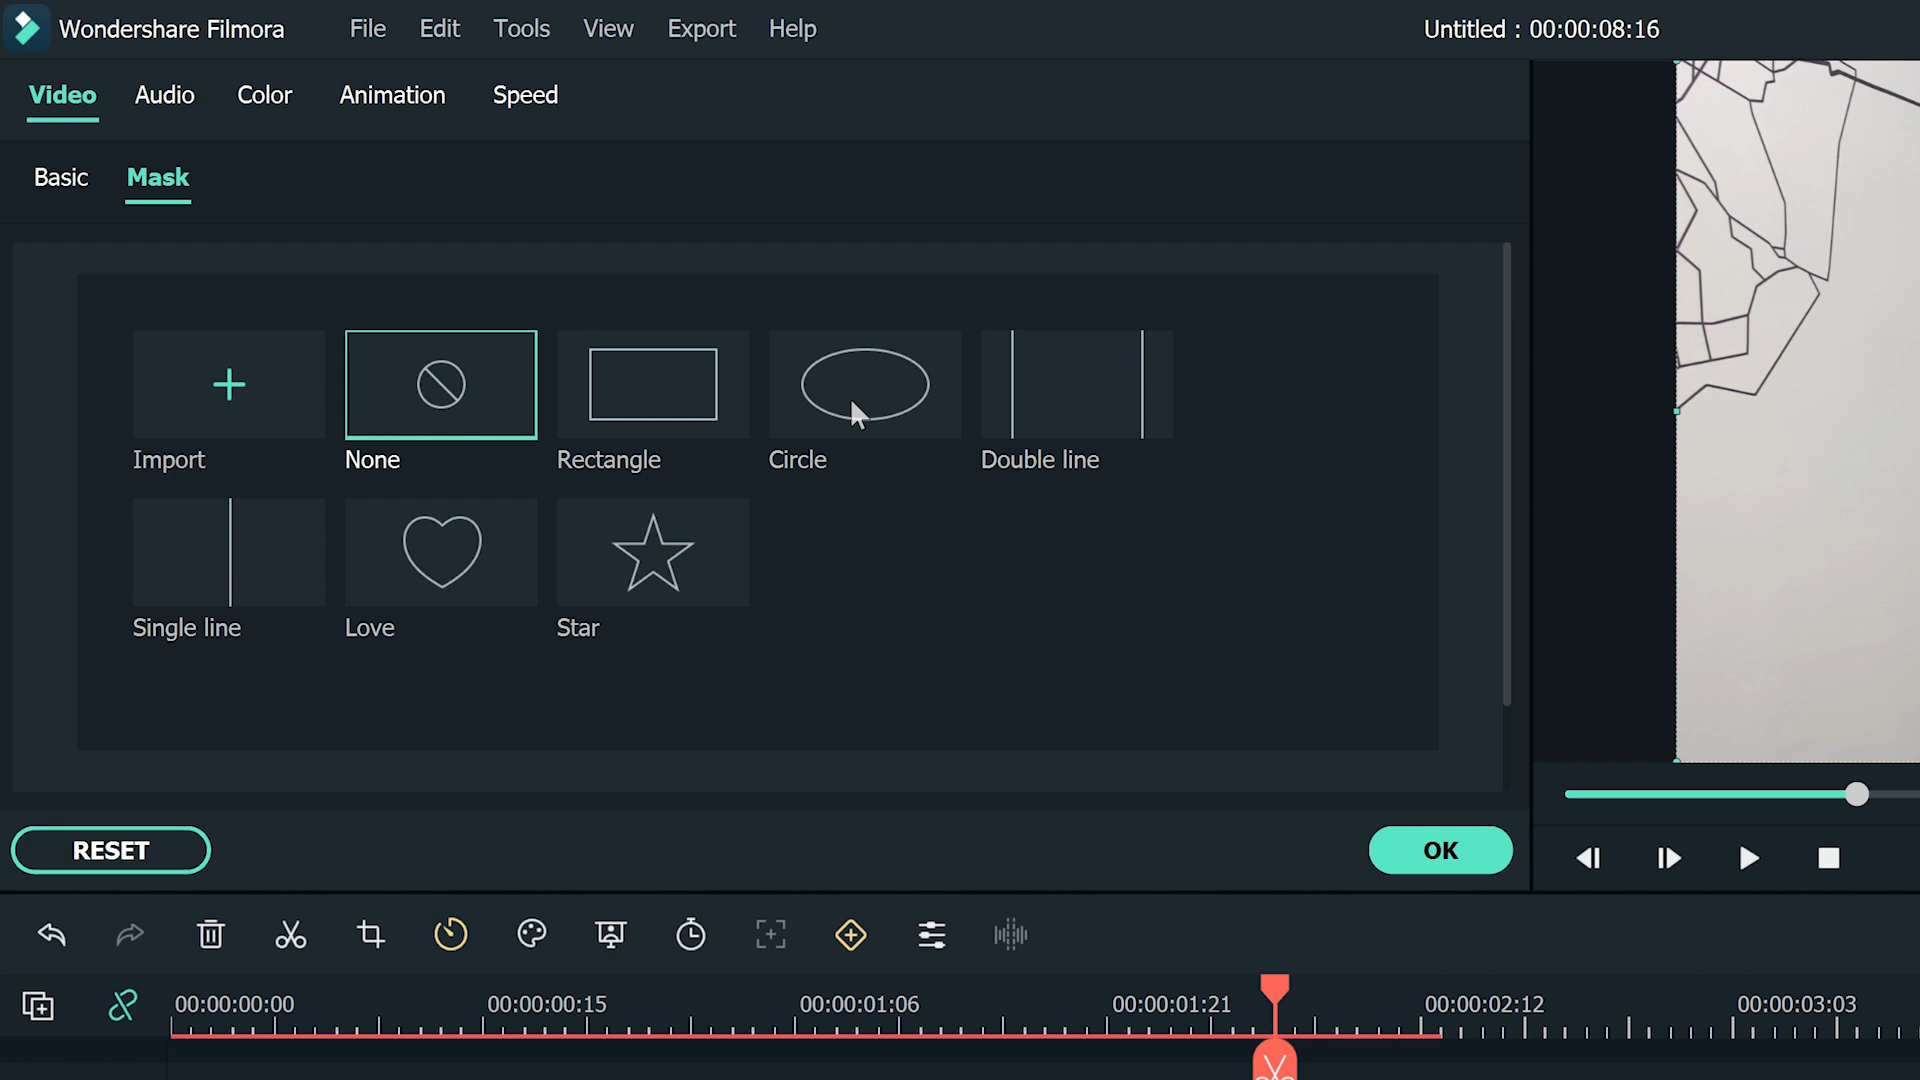 Wondershare Filmora File Edit Tools View Export Help Untitled : 00:00:08:16
Video Audio Color Animation Speed
Basic Mask
Import None Rectangle Circle Double line
Single line Love Star
RESET OK
00:00:00:00 00:00:00:15 00:00:01:06 00:00:01:21 00:00:02:12 00:00:03:03